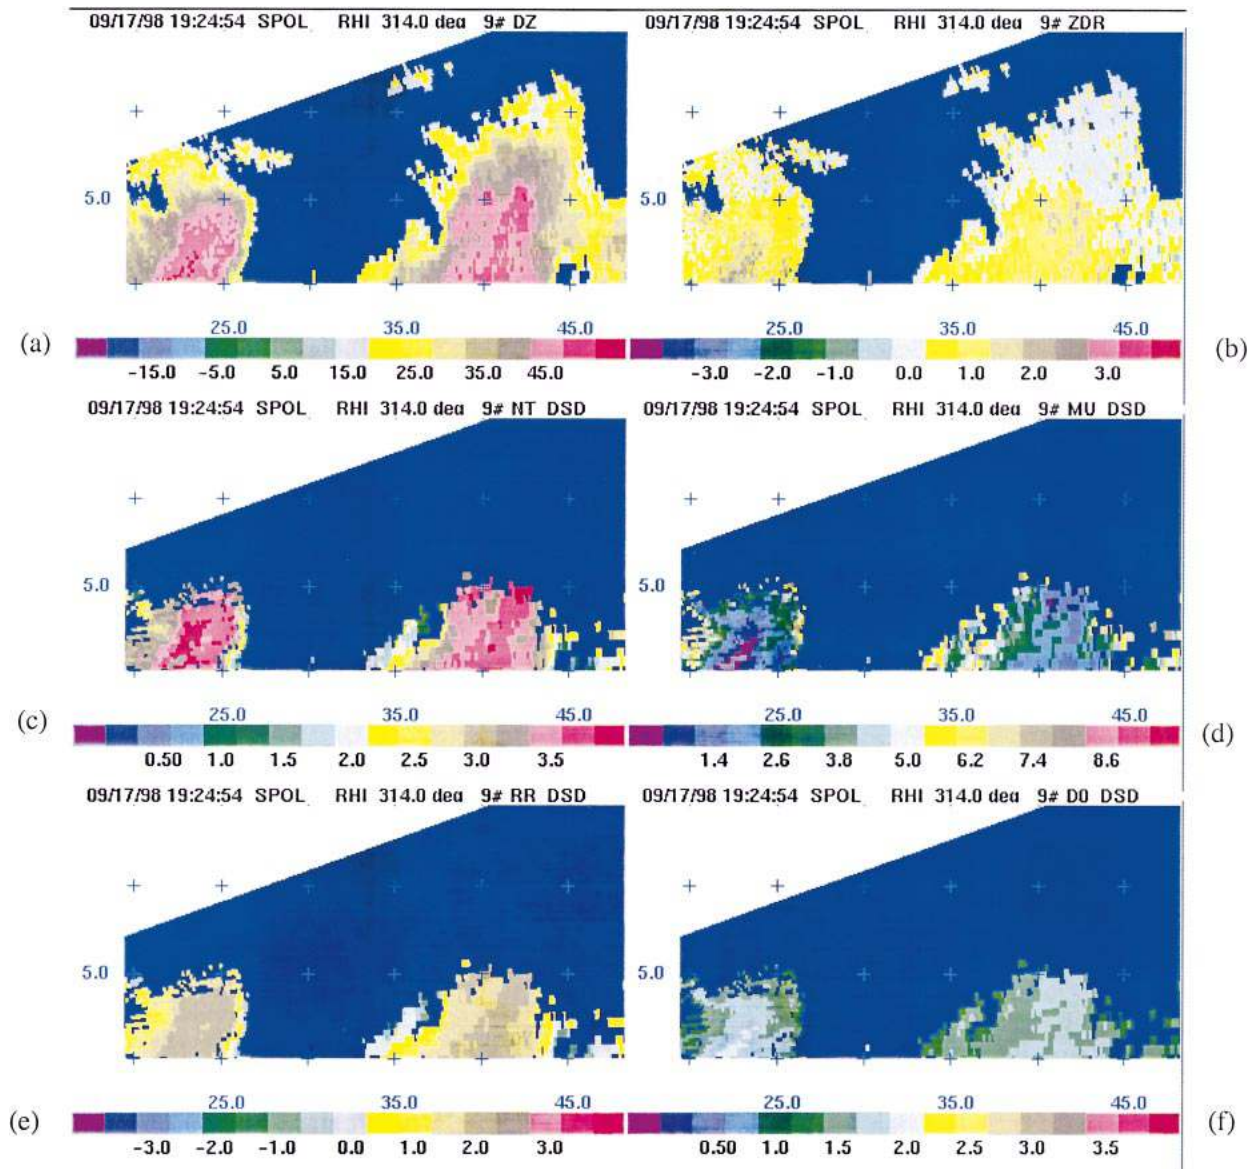 09/17/98 19:24:54 SPOL RHI 314.0 deg 9# DZ
09/17/98 19:24:54 SPOL RHI 314.0 deg 9# ZDR
5.0
5.0
25.0 35.0 45.0
25.0 35.0 45.0
(a)
(b)
-15.0 -5.0 5.0 15.0 25.0 35.0 45.0
-3.0 -2.0 -1.0 0.0 1.0 2.0 3.0
09/17/98 19:24:54 SPOL RHI 314.0 deg 9# NT DSD
09/17/98 19:24:54 SPOL RHI 314.0 deg 9# MU DSD
5.0
5.0
25.0 35.0 45.0
25.0 35.0 45.0
(c)
(d)
0.50 1.0 1.5 2.0 2.5 3.0 3.5
1.4 2.6 3.8 5.0 6.2 7.4 8.6
09/17/98 19:24:54 SPOL RHI 314.0 deg 9# RR DSD
09/17/98 19:24:54 SPOL RHI 314.0 deg 9# D0 DSD
5.0
5.0
25.0 35.0 45.0
25.0 35.0 45.0
(e)
(f)
-3.0 -2.0 -1.0 0.0 1.0 2.0 3.0
0.50 1.0 1.5 2.0 2.5 3.0 3.5